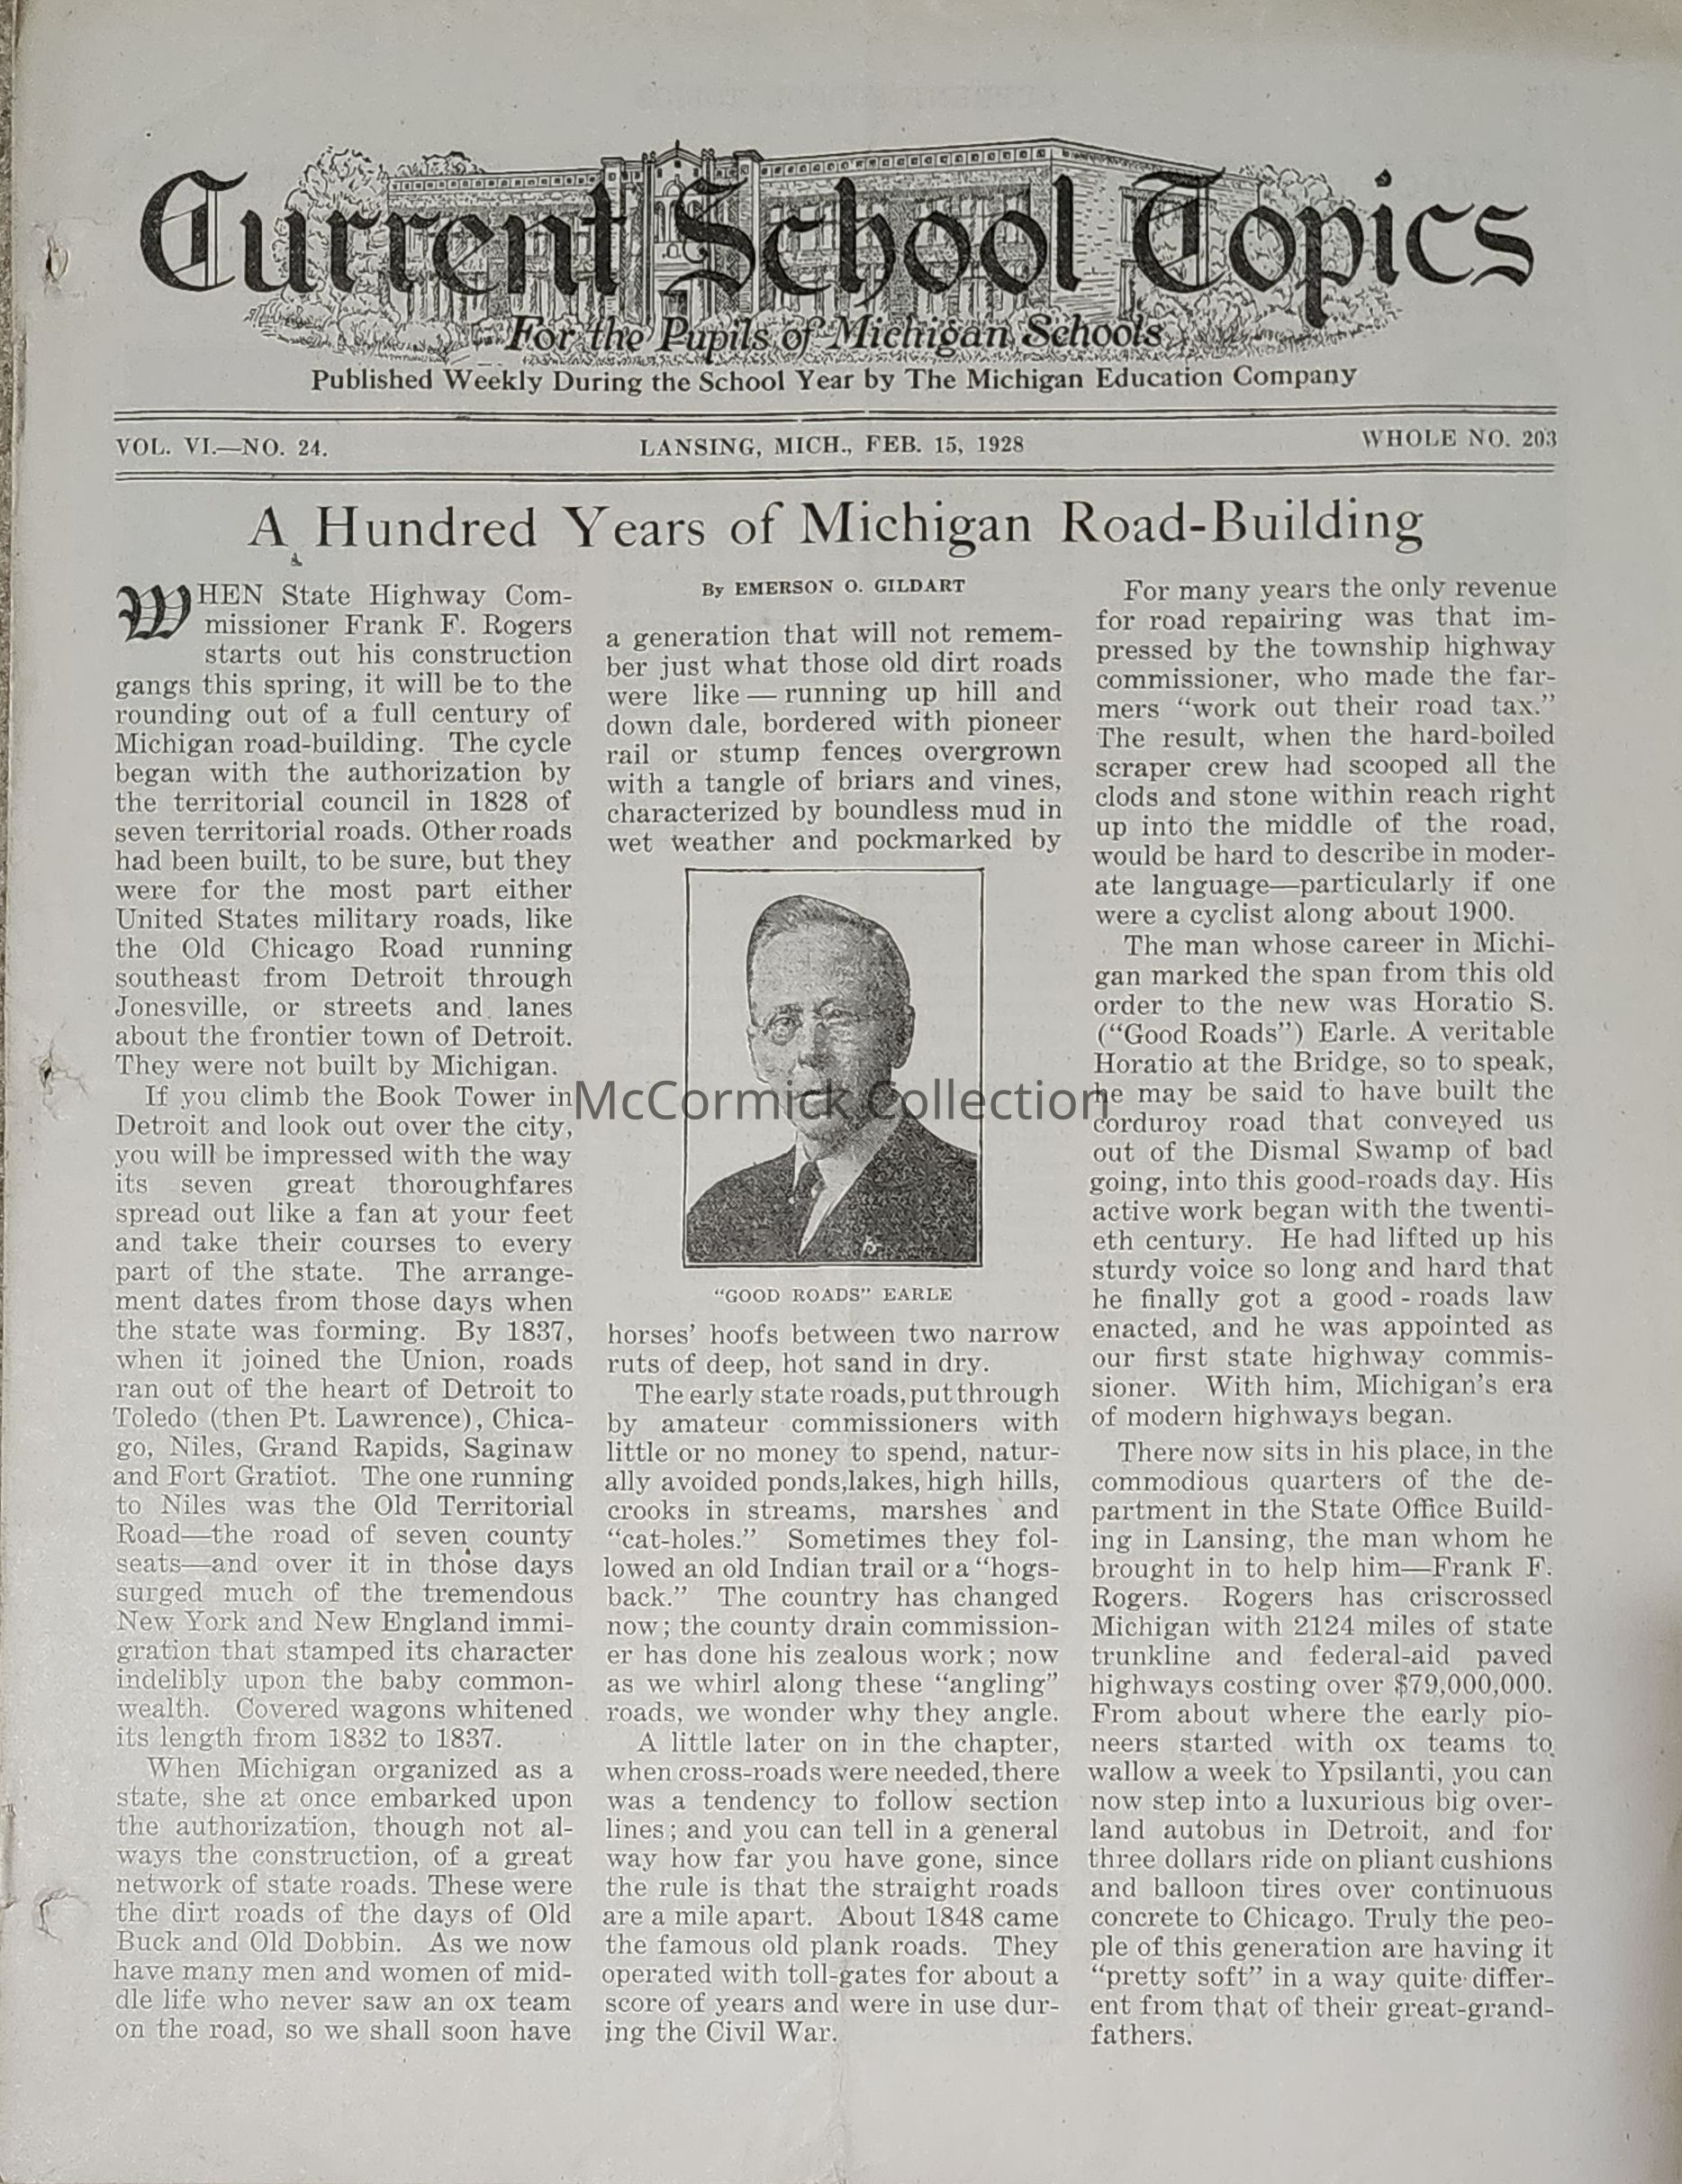 Current School Topics
For the Pupils of Michigan Schools
Published Weekly During the School Year by The Michigan Education Company
VOL. VI.—NO. 24.
LANSING, MICH., FEB. 15, 1928
WHOLE NO. 203
A Hundred Years of Michigan Road-Building
WHEN State Highway Com-
missioner Frank F. Rogers
starts out his construction
gangs this spring, it will be to the
rounding out of a full century of
Michigan road-building. The cycle
began with the authorization by
the territorial council in 1828 of
seven territorial roads. Other roads
had been built, to be sure, but they
were for the most part either
United States military roads, like
the Old Chicago Road running
southeast from Detroit through
Jonesville, or streets and lanes
about the frontier town of Detroit.
They were not built by Michigan.
If you climb the Book Tower in
Detroit and look out over the city,
you will be impressed with the way
its seven great thoroughfares
spread out like a fan at your feet
and take their courses to every
part of the state. The arrange-
ment dates from those days when
the state was forming. By 1837,
when it joined the Union, roads
ran out of the heart of Detroit to
Toledo (then Pt. Lawrence), Chica-
go, Niles, Grand Rapids, Saginaw
and Fort Gratiot. The one running
to Niles was the Old Territorial
Road—the road of seven county
seats—and over it in those days
surged much of the tremendous
New York and New England immi-
gration that stamped its character
indelibly upon the baby common-
wealth. Covered wagons whitened
its length from 1832 to 1837.
When Michigan organized as a
state, she at once embarked upon
the authorization, though not al-
ways the construction, of a great
network of state roads. These were
the dirt roads of the days of Old
Buck and Old Dobbin. As we now
have many men and women of mid-
dle life who never saw an ox team
on the road, so we shall soon have
By EMERSON O. GILDART
a generation that will not remem-
ber just what those old dirt roads
were like — running up hill and
down dale, bordered with pioneer
rail or stump fences overgrown
with a tangle of briars and vines,
characterized by boundless mud in
wet weather and pockmarked by
McCormick Collection
"GOOD ROADS" EARLE
horses' hoofs between two narrow
ruts of deep, hot sand in dry.
The early state roads, put through
by amateur commissioners with
little or no money to spend, natur-
ally avoided ponds, lakes, high hills,
crooks in streams, marshes and
"cat-holes." Sometimes they fol-
lowed an old Indian trail or a "hogs-
back." The country has changed
now; the county drain commission-
er has done his zealous work; now
as we whirl along these "angling"
roads, we wonder why they angle.
A little later on in the chapter,
when cross-roads were needed, there
was a tendency to follow section
lines; and you can tell in a general
way how far you have gone, since
the rule is that the straight roads
are a mile apart. About 1848 came
the famous old plank roads. They
operated with toll-gates for about a
score of years and were in use dur-
ing the Civil War.
For many years the only revenue
for road repairing was that im-
pressed by the township highway
commissioner, who made the far-
mers "work out their road tax."
The result, when the hard-boiled
scraper crew had scooped all the
clods and stone within reach right
up into the middle of the road,
would be hard to describe in moder-
ate language—particularly if one
were a cyclist along about 1900.
The man whose career in Michi-
gan marked the span from this old
order to the new was Horatio S.
("Good Roads") Earle. A veritable
Horatio at the Bridge, so to speak,
he may be said to have built the
corduroy road that conveyed us
out of the Dismal Swamp of bad
going, into this good-roads day. His
active work began with the twenti-
eth century. He had lifted up his
sturdy voice so long and hard that
he finally got a good - roads law
enacted, and he was appointed as
our first state highway commis-
sioner. With him, Michigan's era
of modern highways began.
There now sits in his place, in the
commodious quarters of the de-
partment in the State Office Build-
ing in Lansing, the man whom he
brought in to help him—Frank F.
Rogers. Rogers has criscrossed
Michigan with 2124 miles of state
trunkline and federal-aid paved
highways costing over $79,000,000.
From about where the early pio-
neers started with ox teams to
wallow a week to Ypsilanti, you can
now step into a luxurious big over-
land autobus in Detroit, and for
three dollars ride on pliant cushions
and balloon tires over continuous
concrete to Chicago. Truly the peo-
ple of this generation are having it
"pretty soft" in a way quite differ-
ent from that of their great-grand-
fathers.